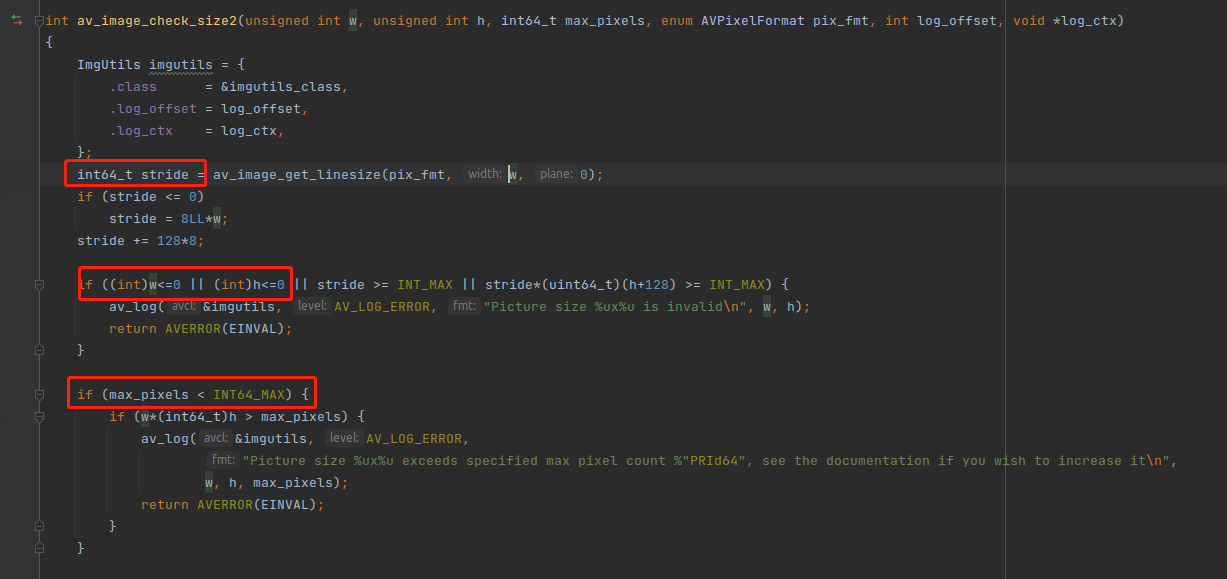 int av_image_check_size2(unsigned int w, unsigned int h, int64_t max_pixels, enum AVPixelFormat pix_fmt, int log_offset, void *log_ctx)
{
    ImgUtils imgutils = {
        .class      = &imgutils_class,
        .log_offset = log_offset,
        .log_ctx    = log_ctx,
    };
    int64_t stride = av_image_get_linesize(pix_fmt, width: w, plane: 0);
    if (stride <= 0)
        stride = 8LL*w;
    stride += 128*8;

    if ((int)w<=0 || (int)h<=0 || stride >= INT_MAX || stride*(uint64_t)(h+128) >= INT_MAX) {
        av_log( avcl: &imgutils, level: AV_LOG_ERROR, fmt: "Picture size %ux%u is invalid\n", w, h);
        return AVERROR(EINVAL);
    }

    if (max_pixels < INT64_MAX) {
        if (w*(int64_t)h > max_pixels) {
            av_log( avcl: &imgutils, level: AV_LOG_ERROR,
                    fmt: "Picture size %ux%u exceeds specified max pixel count %"PRId64", see the documentation if you wish to increase it\n",
                    w, h, max_pixels);
            return AVERROR(EINVAL);
        }
    }